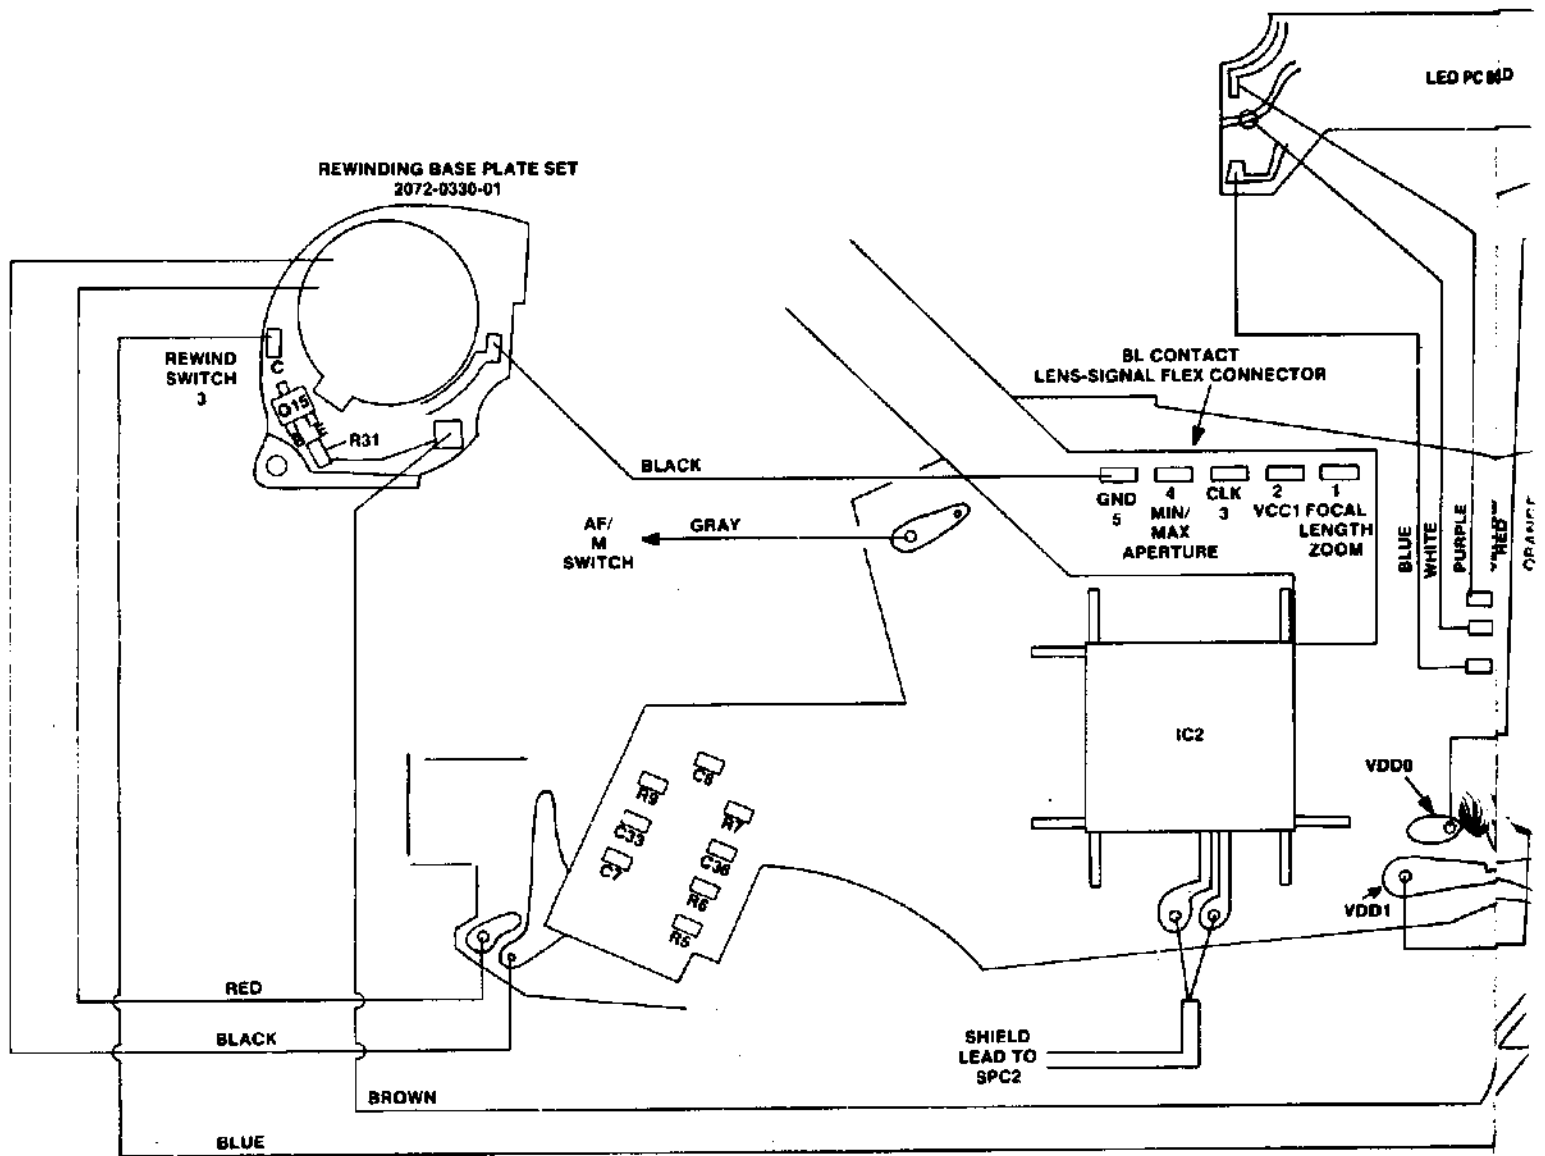 LED PC BD
REWINDING BASE PLATE SET
2072-0330-01
REWIND
SWITCH
3
C
Q15
B
E
R31
BL CONTACT
LENS-SIGNAL FLEX CONNECTOR
BLACK
GND
5
4
MIN/
MAX
APERTURE
CLK
3
2
VCC1
1
FOCAL
LENGTH
ZOOM
AF/
M
SWITCH
GRAY
BLUE
WHITE
PURPLE
RED
ORANGE
IC2
VDD0
VDD1
C8
R9
R7
C33
C7
C36
R6
R5
RED
BLACK
SHIELD
LEAD TO
SPC2
BROWN
BLUE